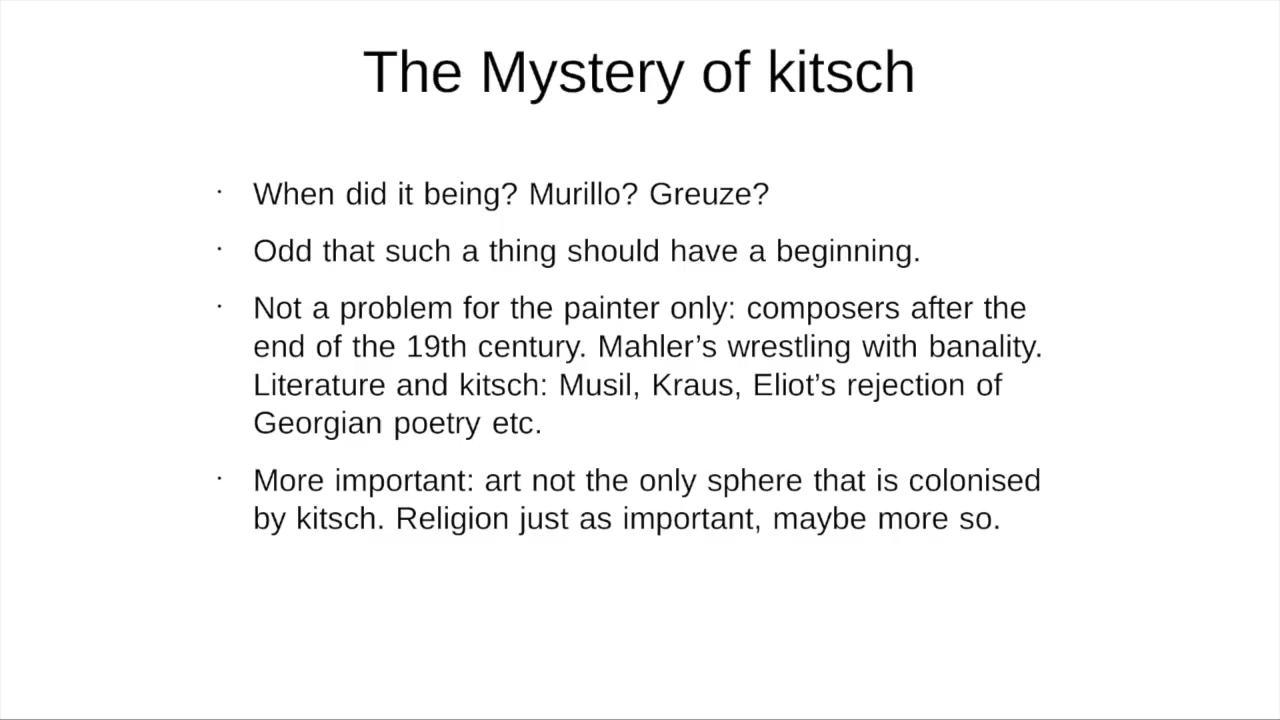 The Mystery of kitsch
· When did it being? Murillo? Greuze?
· Odd that such a thing should have a beginning.
· Not a problem for the painter only: composers after the
end of the 19th century. Mahler’s wrestling with banality.
Literature and kitsch: Musil, Kraus, Eliot’s rejection of
Georgian poetry etc.
· More important: art not the only sphere that is colonised
by kitsch. Religion just as important, maybe more so.